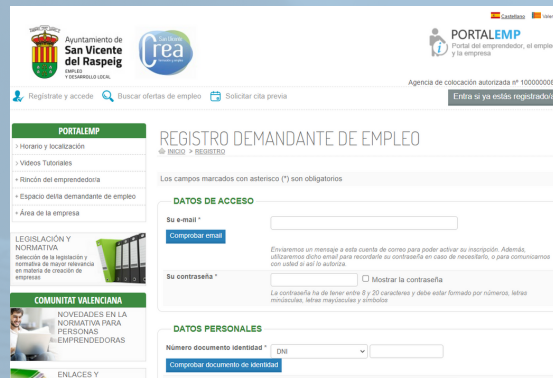 Castellano
Ayuntamiento de
San Vicente
del Raspeig
EMPLEO
Y DESARROLLO LOCAL
San Vicente
Crea
PORTALEMP
Portal del emprendedor, el empleo
y la empresa
Agencia de colocación autorizada nº 100000008
Regístrate y accede
Buscar ofertas de empleo
Solicitar cita previa
Entra si ya estás registrado/a
PORTALEMP
› Horario y localización
› Videos Tutoriales
+ Rincón del emprendedor/a
+ Espacio del/la demandante de empleo
+ Área de la empresa
LEGISLACIÓN Y
NORMATIVA
Selección de la legislación y
normativa de mayor relevancia
en materia de creación de
empresas
COMUNITAT VALENCIANA
NOVEDADES EN LA
NORMATIVA PARA
PERSONAS
EMPRENDEDORAS
ENLACES Y
REGISTRO DEMANDANTE DE EMPLEO
INICIO > REGISTRO
Los campos marcados con asterisco (*) son obligatorios
DATOS DE ACCESO
Su e-mail *
Comprobar email
Enviaremos un mensaje a esta cuenta de correo para poder activar su inscripción. Además,
utilizaremos dicho email para recordarle su contraseña en caso de necesitarlo, o para comunicarnos
con usted si así lo autoriza.
Su contraseña *
Mostrar la contraseña
La contraseña ha de tener entre 8 y 20 caracteres y debe estar formado por números, letras
minúsculas, letras mayúsculas y símbolos
DATOS PERSONALES
Número documento identidad *
DNI
Comprobar documento de identidad